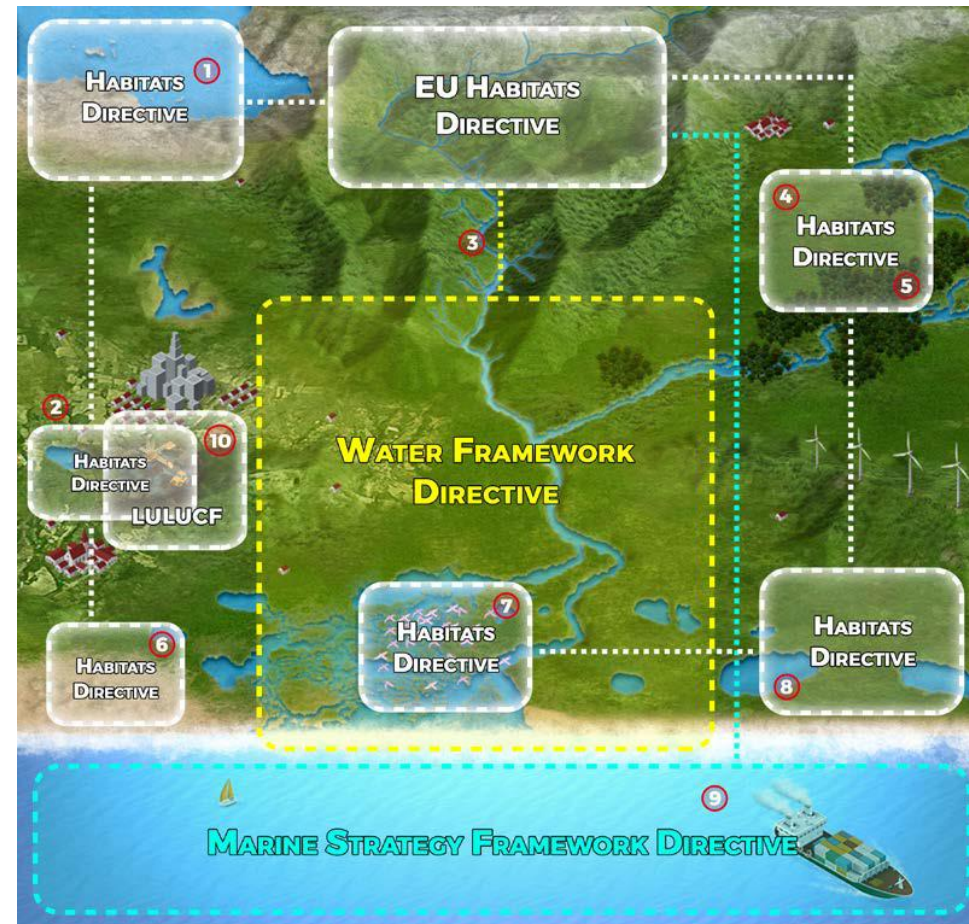 Habitats
Directive
1
EU Habitats
Directive
3
4
Habitats
Directive
5
2
10
Habitats
Directive
LULUCF
Water Framework
Directive
7
Habitats
Directive
6
Habitats
Directive
Habitats
Directive
8
9
Marine Strategy Framework Directive